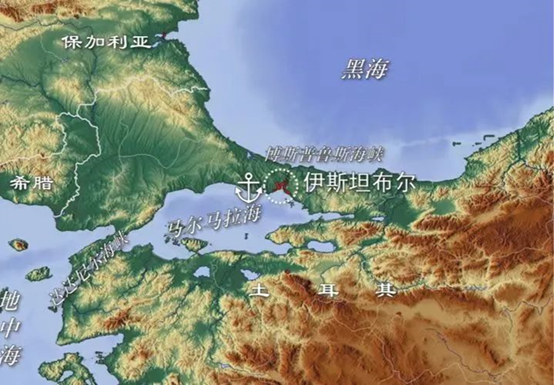 保加利亚
黑海
博斯普鲁斯海峡
希腊
伊斯坦布尔
马尔马拉海
达达尼尔海峡
土耳其
地中海